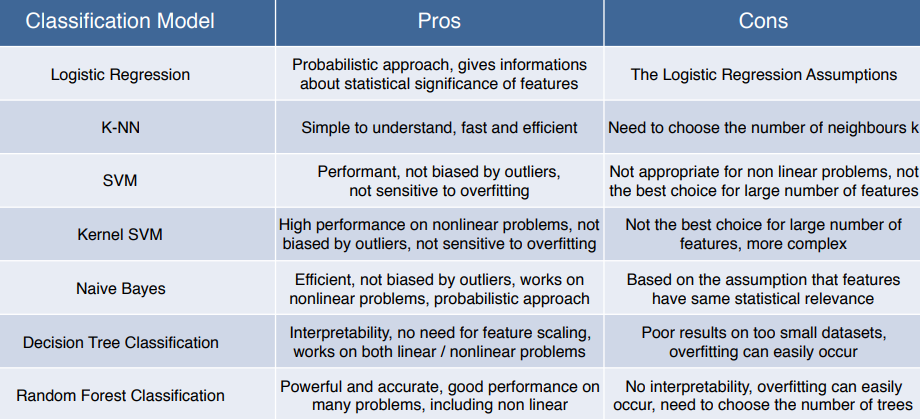 Classification Model Pros Cons
Logistic Regression
Probabilistic approach, gives informations
about statistical significance of features
The Logistic Regression Assumptions
K-NN
Simple to understand, fast and efficient
Need to choose the number of neighbours k
SVM
Performant, not biased by outliers,
not sensitive to overfitting
Not appropriate for non linear problems, not
the best choice for large number of features
Kernel SVM
High performance on nonlinear problems, not
biased by outliers, not sensitive to overfitting
Not the best choice for large number of
features, more complex
Naive Bayes
Efficient, not biased by outliers, works on
nonlinear problems, probabilistic approach
Based on the assumption that features
have same statistical relevance
Decision Tree Classification
Interpretability, no need for feature scaling,
works on both linear / nonlinear problems
Poor results on too small datasets,
overfitting can easily occur
Random Forest Classification
Powerful and accurate, good performance on
many problems, including non linear
No interpretability, overfitting can easily
occur, need to choose the number of trees